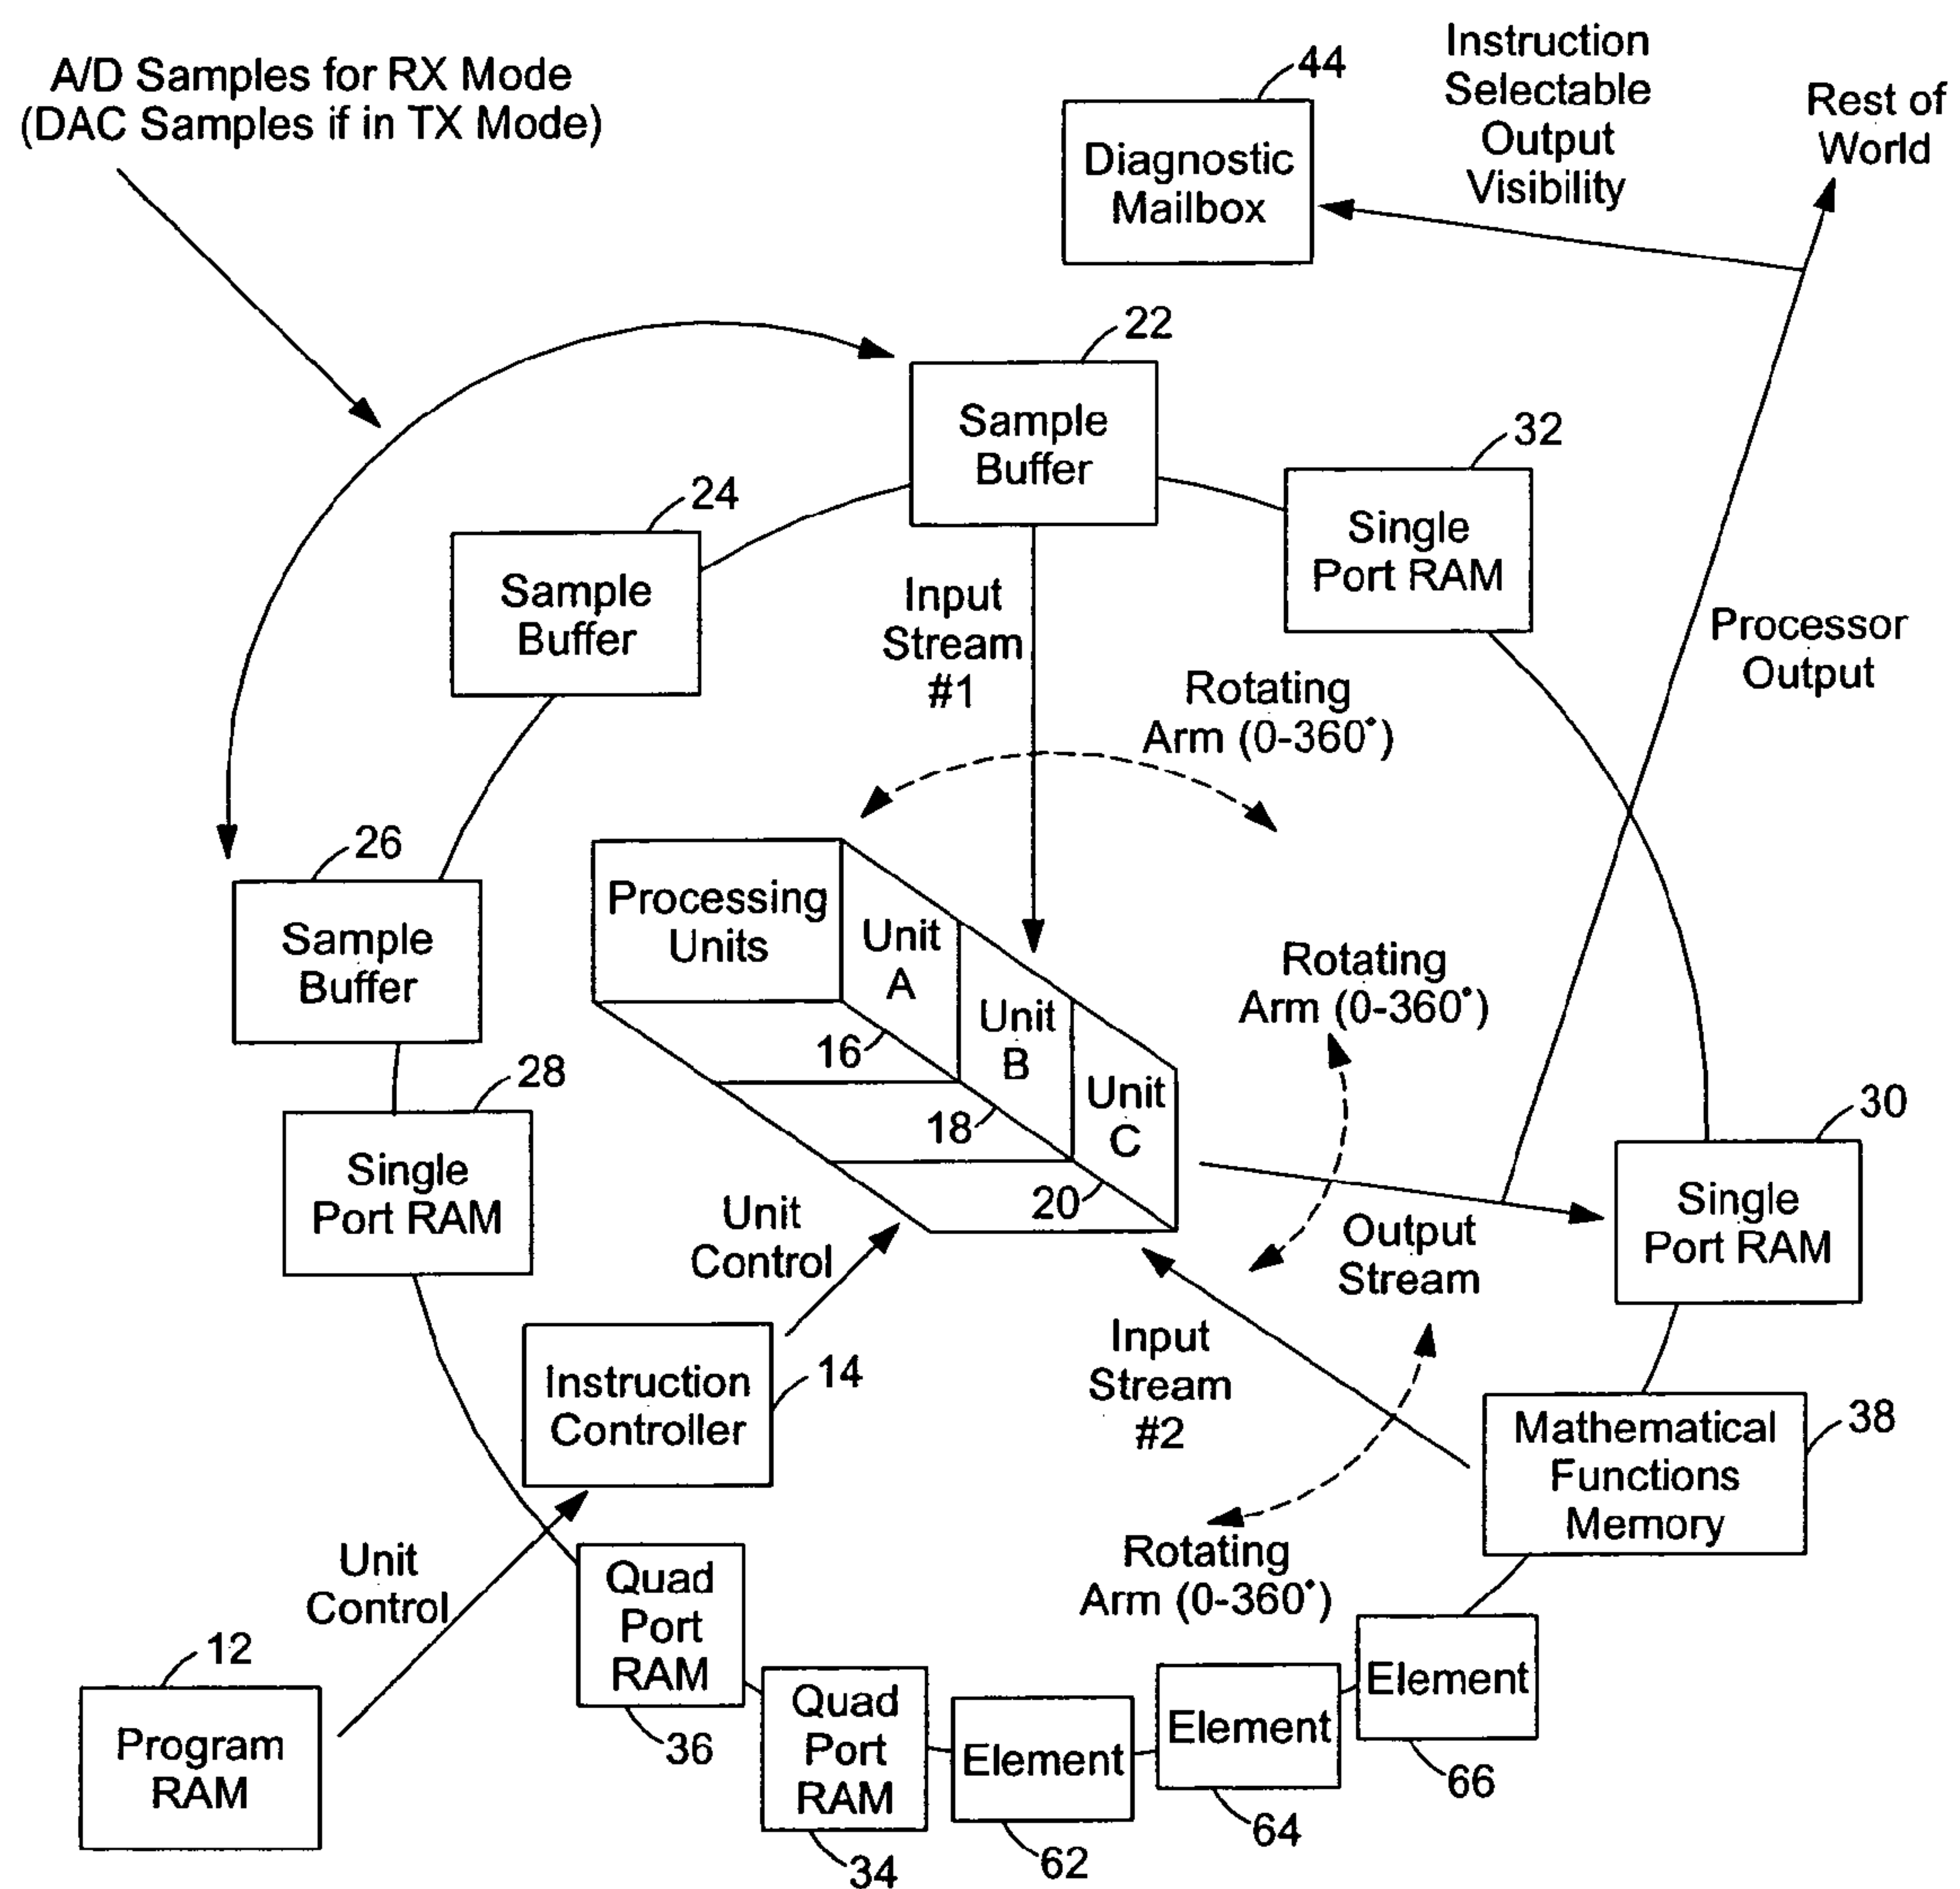 A/D Samples for RX Mode
(DAC Samples if in TX Mode)
44
Diagnostic
Mailbox
Instruction
Selectable
Output
Visibility
Rest of
World
22
Sample
Buffer
32
Single
Port RAM
24
Sample
Buffer
Input
Stream
#1
Processor
Output
Rotating
Arm (0-360°)
26
Sample
Buffer
Processing
Units
Unit
A
Unit
B
Unit
C
16
18
20
Rotating
Arm (0-360°)
28
Single
Port RAM
30
Single
Port RAM
Unit
Control
Output
Stream
Instruction
Controller
14
Input
Stream
#2
Mathematical
Functions
Memory
38
Rotating
Arm (0-360°)
Unit
Control
12
Program
RAM
Quad
Port
RAM
36
Quad
Port
RAM
34
Element
62
Element
64
Element
66